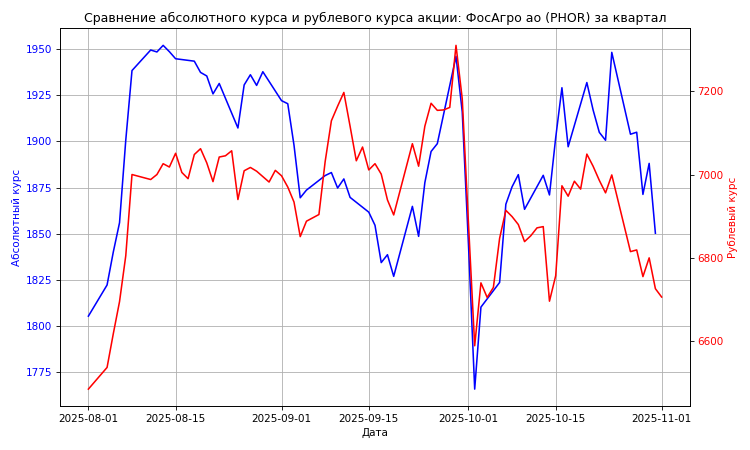 Сравнение абсолютного курса и рублевого курса акции: ФосАгро ао (PHOR) за квартал
Абсолютный курс
1950
1925
1900
1875
1850
1825
1800
1775
7200
7000
6800
6600
Рублевый курс
2025-08-01 2025-08-15 2025-09-01 2025-09-15 2025-10-01 2025-10-15 2025-11-01
Дата